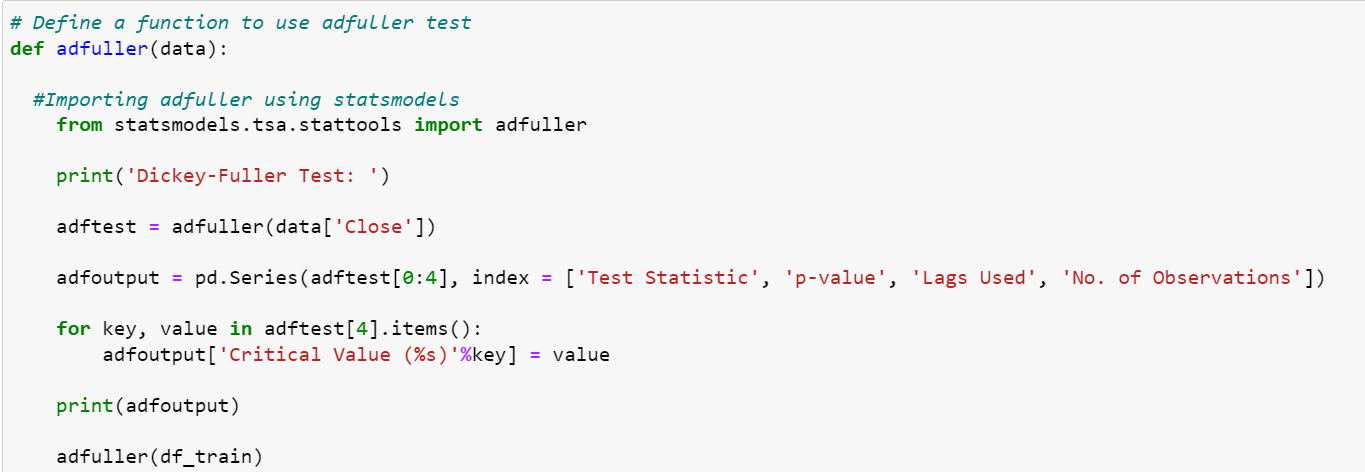 # Define a function to use adfuller test
def adfuller(data):
#Importing adfuller using statsmodels
from statsmodels.tsa.stattools import adfuller
print('Dickey-Fuller Test: ')
adftest = adfuller(data['Close'])
adfoutput = pd.Series(adftest[0:4], index = ['Test Statistic', 'p-value', 'Lags Used', 'No. of Observations'])
for key, value in adftest[4].items():
adfoutput['Critical Value (%s)'%key] = value
print(adfoutput)
adfuller(df_train)